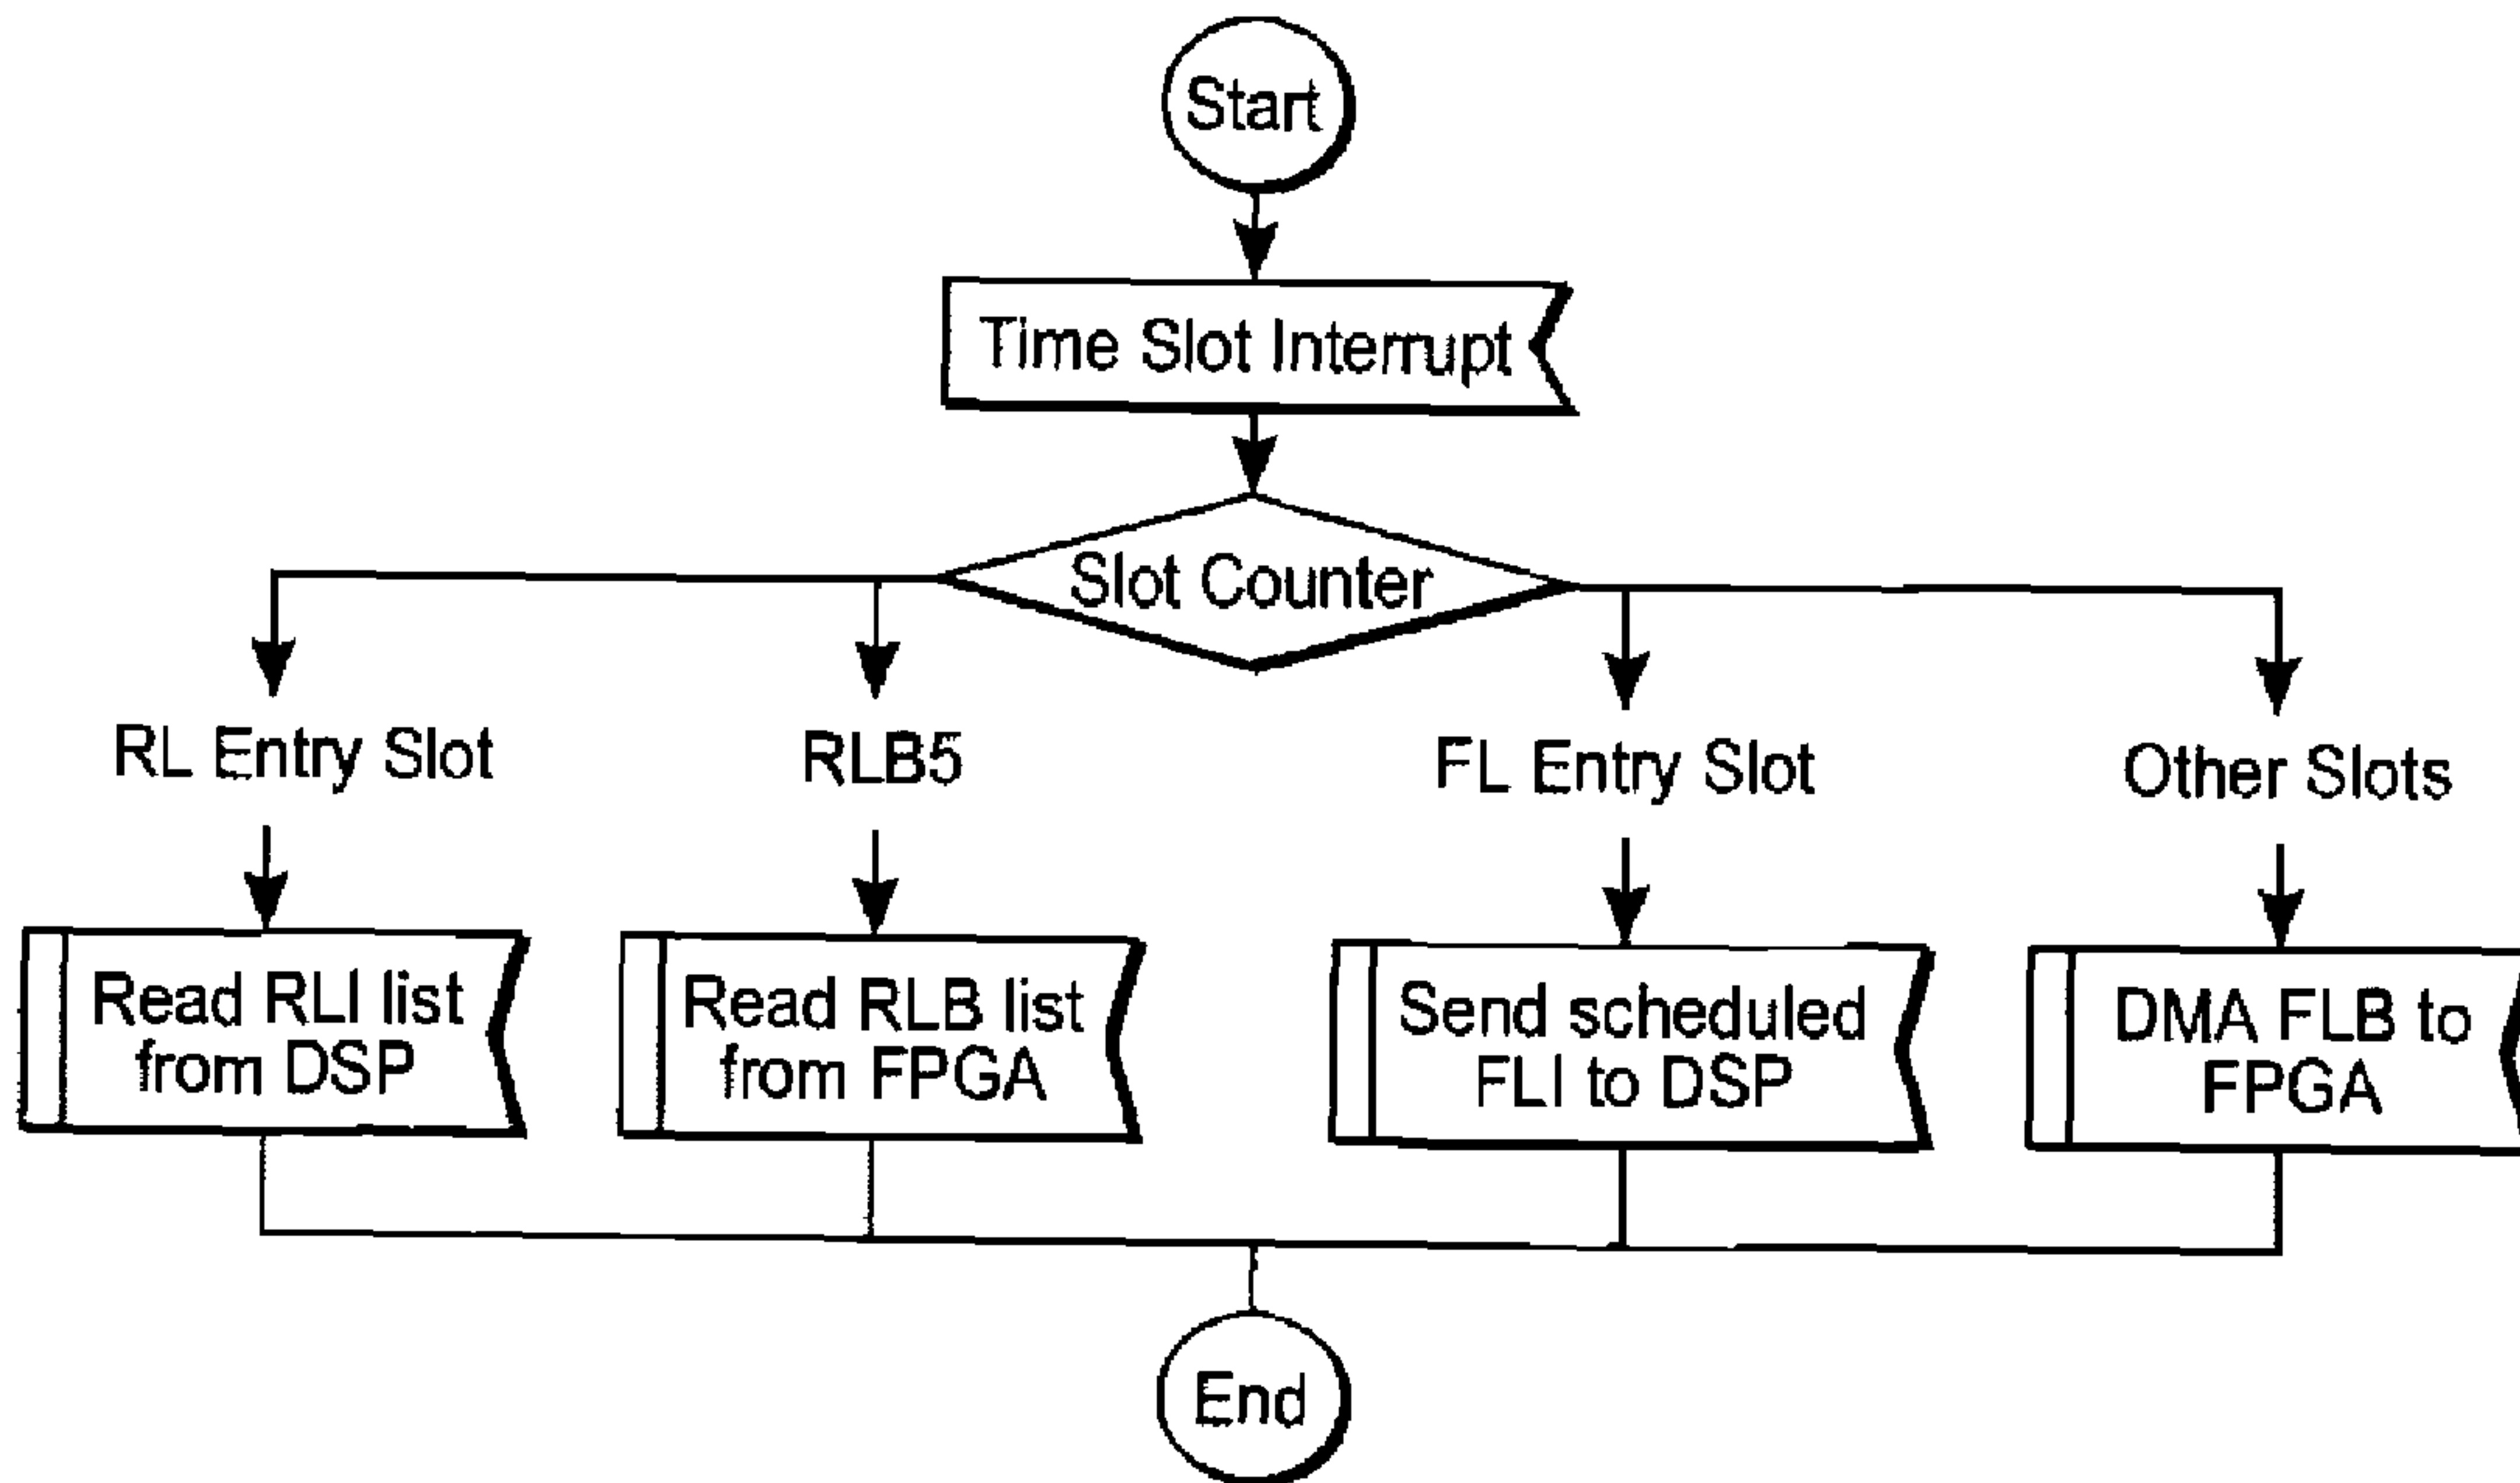 Start
Time Slot Interrupt
Slot Counter
RL Entry Slot
RLB5
FL Entry Slot
Other Slots
Read RLI list
from DSP
Read RLB list
from FPGA
Send scheduled
FLI to DSP
DMA FLB to
FPGA
End